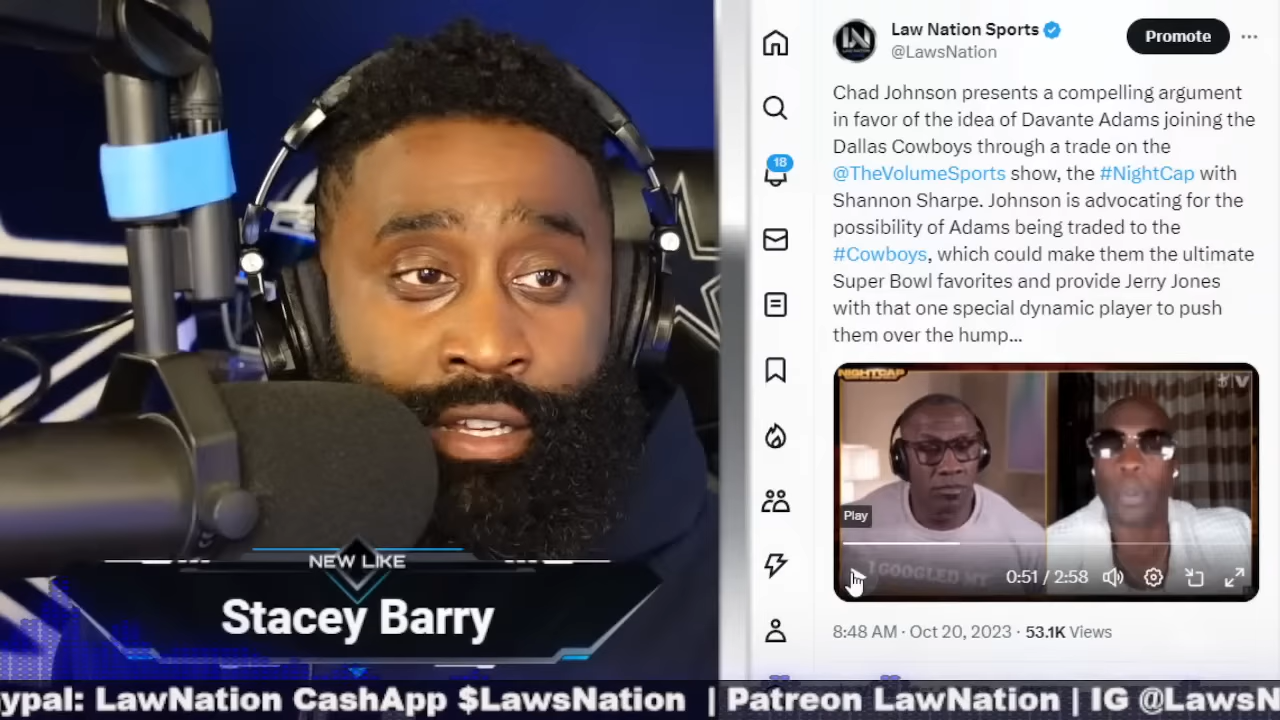 Law Nation Sports
@LawsNation
Promote
Chad Johnson presents a compelling argument
in favor of the idea of Davante Adams joining the
Dallas Cowboys through a trade on the
@TheVolumeSports show, the #NightCap with
Shannon Sharpe. Johnson is advocating for the
possibility of Adams being traded to the
#Cowboys, which could make them the ultimate
Super Bowl favorites and provide Jerry Jones
with that one special dynamic player to push
them over the hump...
18
NIGHTCAP
Play
I GOOGLED MY
0:51 / 2:58
8:48 AM · Oct 20, 2023 · 53.1K Views
NEW LIKE
Stacey Barry
aypal: LawNation CashApp $LawsNation | Patreon LawNation | IG @LawsN